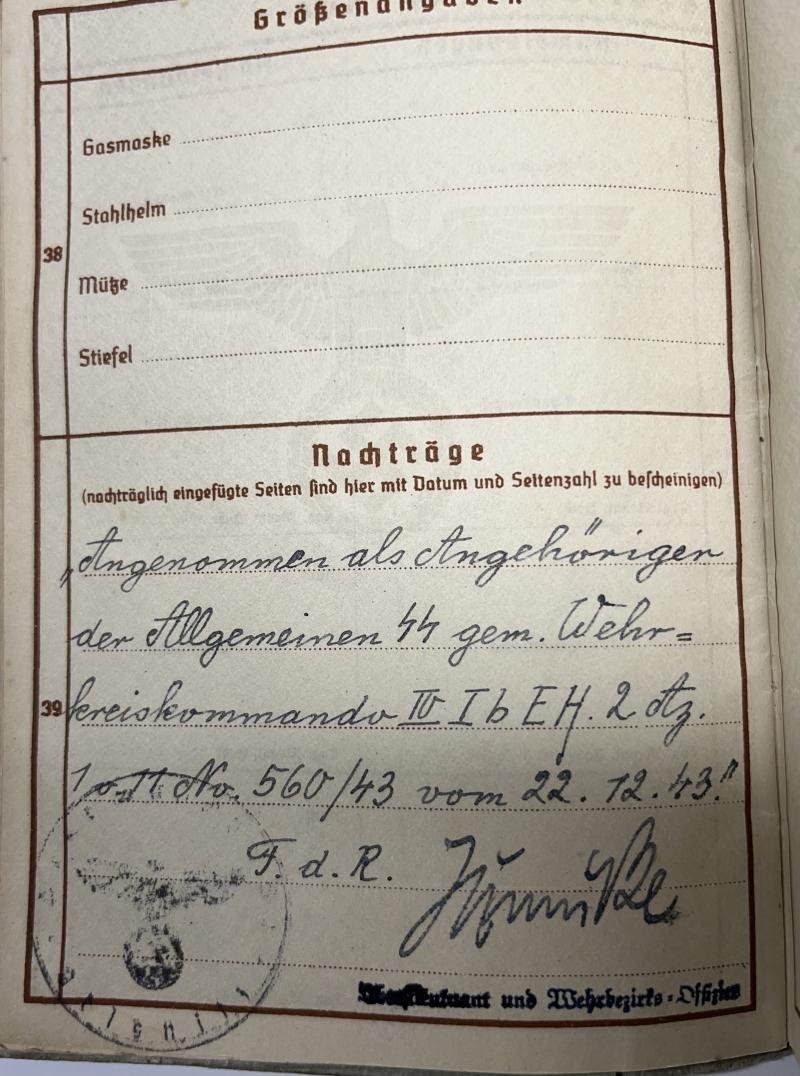 Größenangaben
Gasmaske
Stahlhelm
38
Mütze
Stiefel
Nachträge
(nachträglich eingefügte Seiten sind hier mit Datum und Seitenzahl zu bescheinigen)
„Angenommen als Angehöriger
der Allgemeinen SS gem. Wehr=
39 kreiskommando IV I b E H. 2 Az.
No. 560/43 vom 22. 12. 43."
F. d. R.
und Wehrbezirks-Offizier